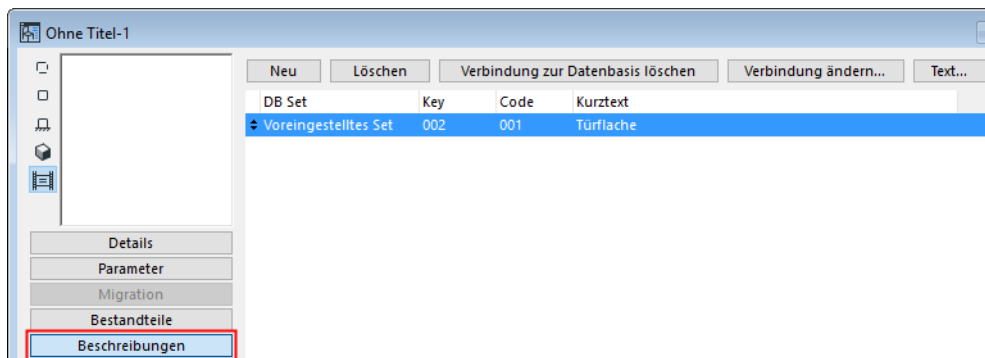 Ohne Titel-1
Neu Löschen Verbindung zur Datenbasis löschen Verbindung ändern... Text...
DB Set Key Code Kurztext
Voreingestelltes Set 002 001 Türflache
Details
Parameter
Migration
Bestandteile
Beschreibungen